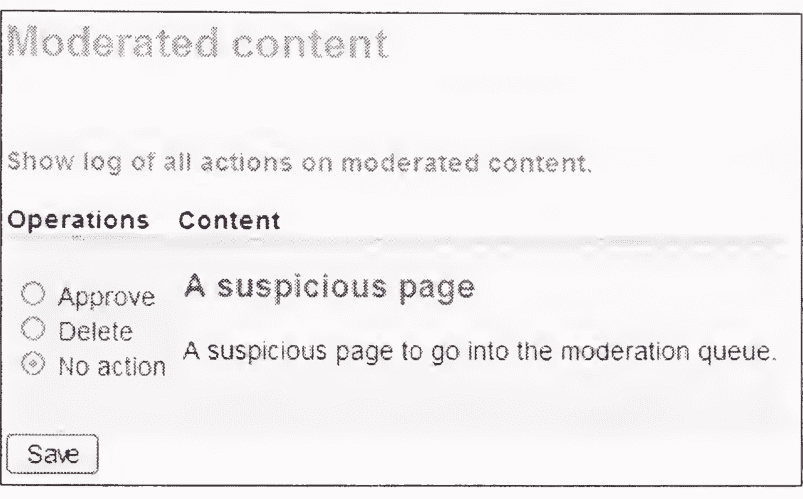 Moderated content
Show log of all actions on moderated content.
Operations Content
Approve
Delete
No action
A suspicious page
A suspicious page to go into the moderation queue.
Save